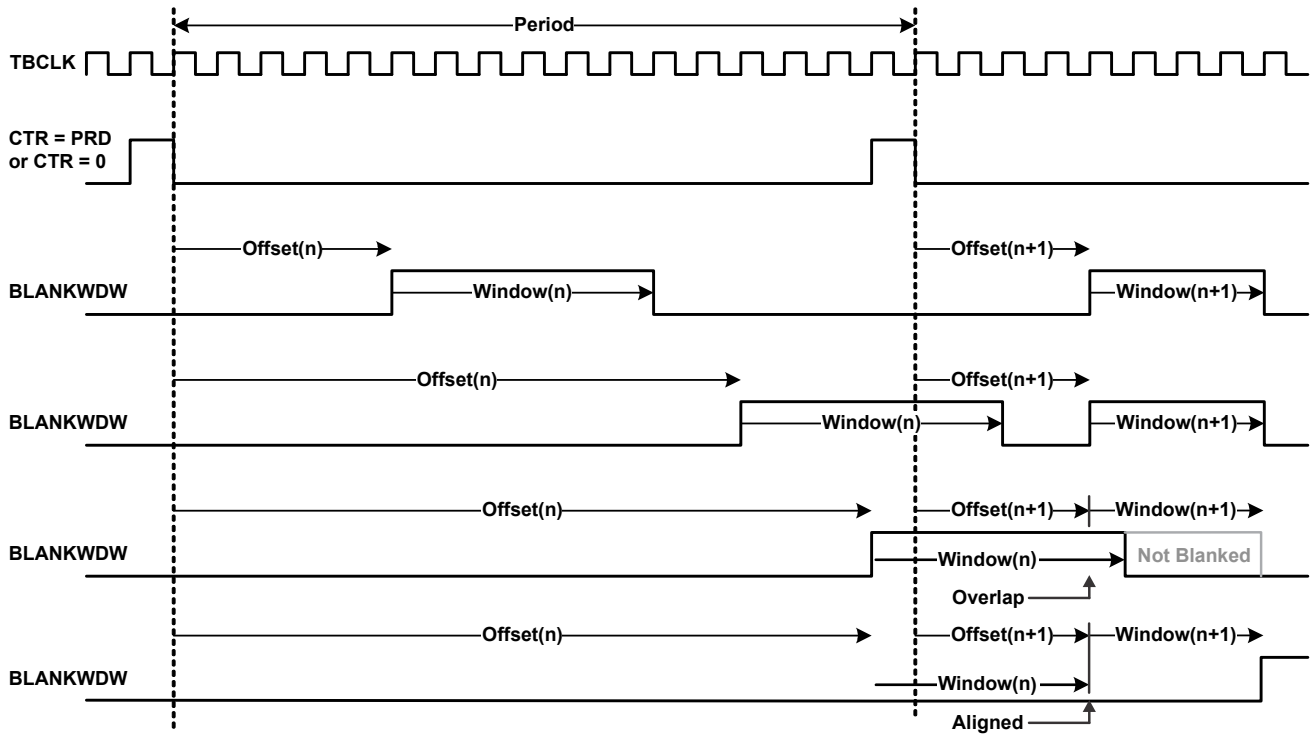 Period
TBCLK
CTR = PRD
or CTR = 0
Offset(n)
Offset(n+1)
BLANKWDW
Window(n)
Window(n+1)
Offset(n)
Offset(n+1)
BLANKWDW
Window(n)
Window(n+1)
Offset(n)
Offset(n+1)
Window(n+1)
BLANKWDW
Window(n)
Not Blanked
Overlap
Offset(n)
Offset(n+1)
Window(n+1)
BLANKWDW
Window(n)
Aligned